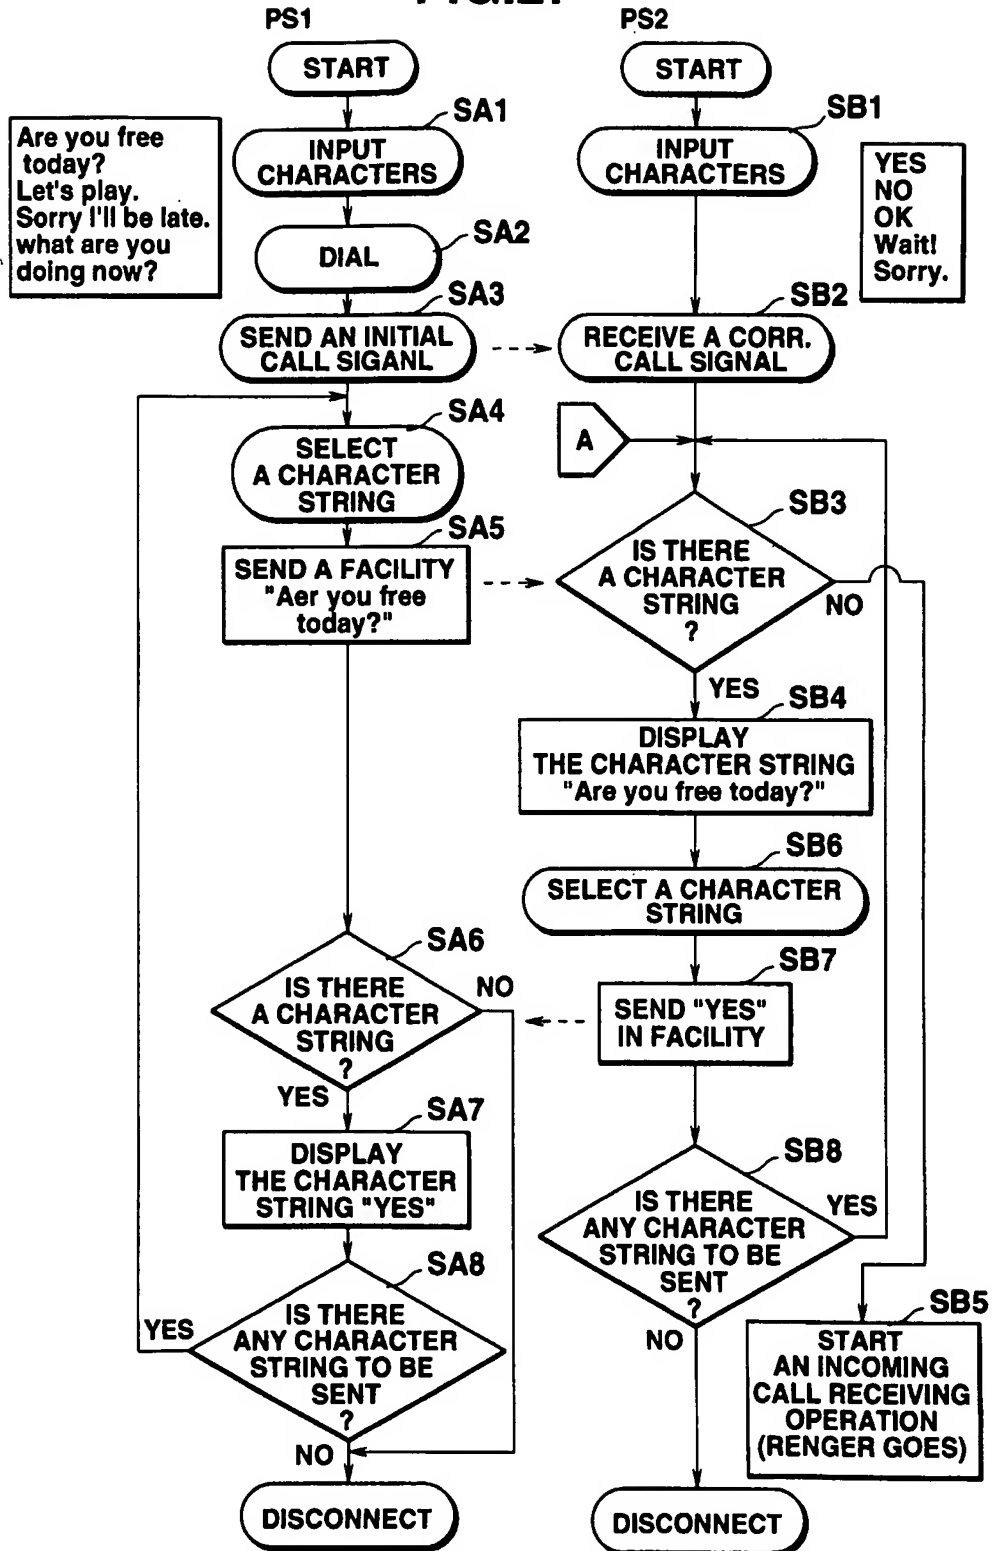 PS1
START
SA1
INPUT
CHARACTERS
Are you free
today?
Let's play.
Sorry I'll be late.
what are you
doing now?
SA2
DIAL
SA3
SEND AN INITIAL
CALL SIGANL
SA4
SELECT
A CHARACTER
STRING
SA5
SEND A FACILITY
"Aer you free
today?"
SA6
IS THERE
A CHARACTER
STRING
?
NO
YES
SA7
DISPLAY
THE CHARACTER
STRING "YES"
SA8
IS THERE
ANY CHARACTER
STRING TO BE
SENT
?
YES
NO
DISCONNECT
PS2
START
SB1
INPUT
CHARACTERS
YES
NO
OK
Wait!
Sorry.
SB2
RECEIVE A CORR.
CALL SIGNAL
A
SB3
IS THERE
A CHARACTER
STRING
?
NO
YES
SB4
DISPLAY
THE CHARACTER STRING
"Are you free today?"
SB6
SELECT A CHARACTER
STRING
SB7
SEND "YES"
IN FACILITY
SB8
IS THERE
ANY CHARACTER
STRING TO BE
SENT
?
YES
NO
SB5
START
AN INCOMING
CALL RECEIVING
OPERATION
(RENGER GOES)
DISCONNECT